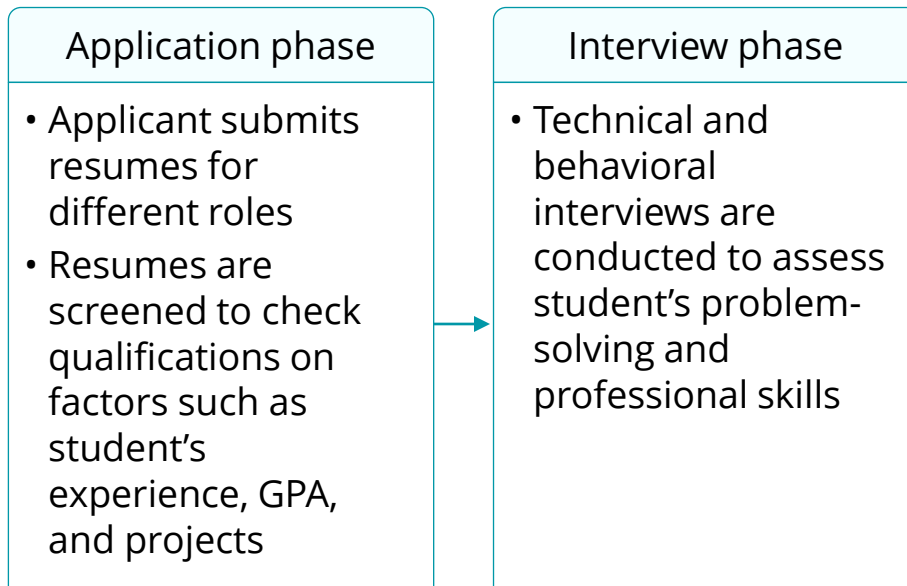 Application phase
• Applicant submits
resumes for
different roles
• Resumes are
screened to check
qualifications on
factors such as
student’s
experience, GPA,
and projects
Interview phase
• Technical and
behavioral
interviews are
conducted to assess
student’s problem-
solving and
professional skills